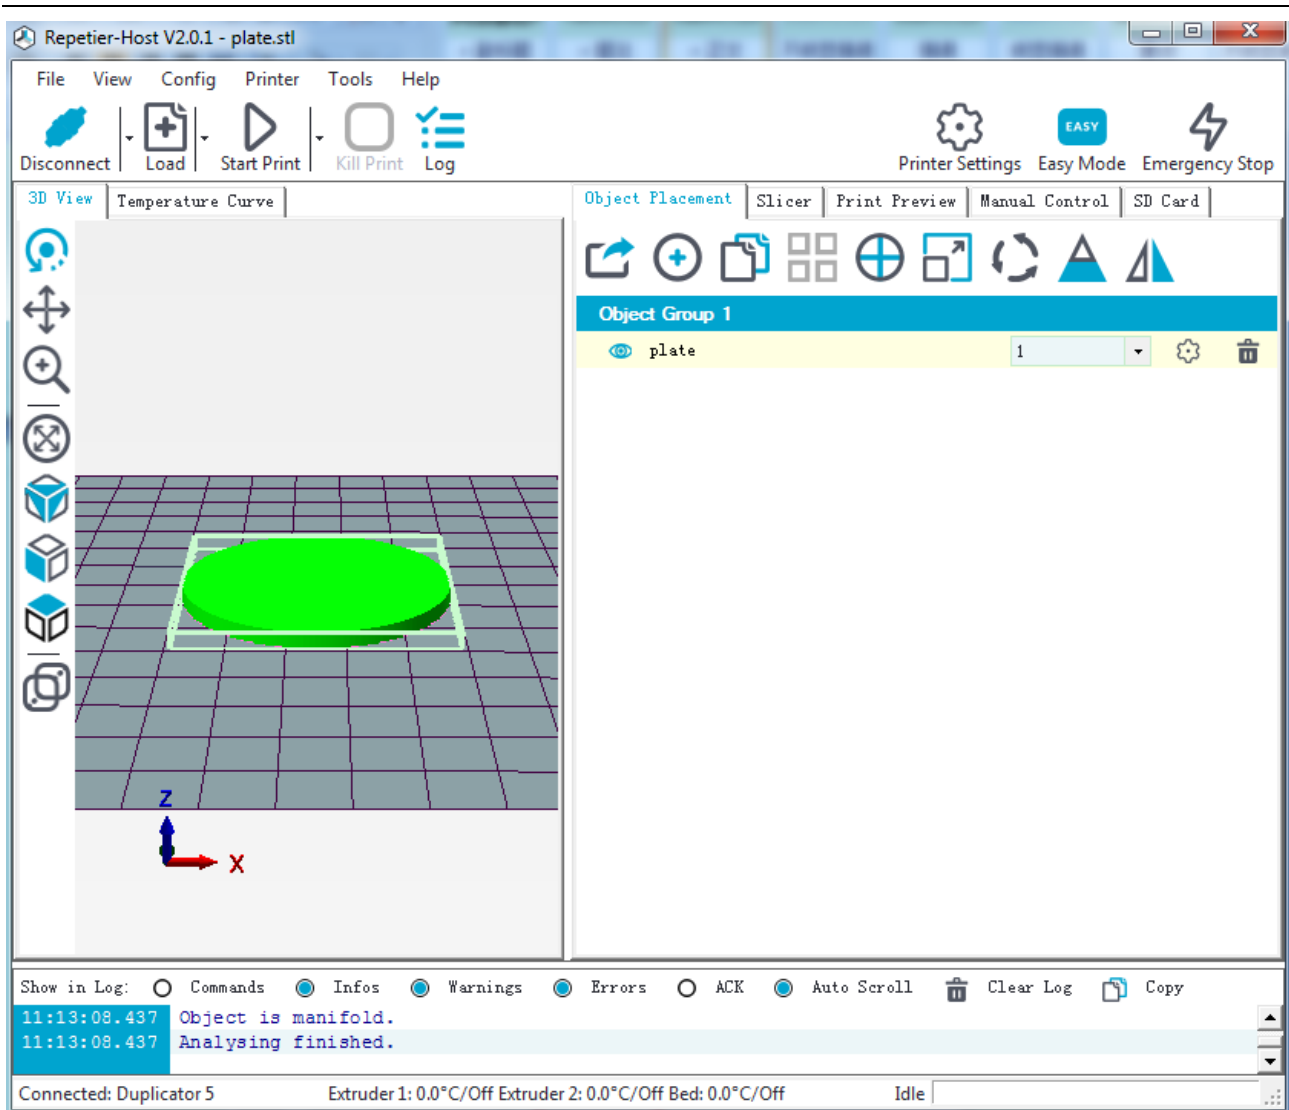 Repetier-Host V2.0.1 - plate.stl
File View Config Printer Tools Help
Disconnect Load Start Print Kill Print Log Printer Settings EASY Easy Mode Emergency Stop
3D View Temperature Curve Object Placement Slicer Print Preview Manual Control SD Card
Object Group 1
plate 1
Z
X
Show in Log: Commands Infos Warnings Errors ACK Auto Scroll Clear Log Copy
11:13:08.437 Object is manifold.
11:13:08.437 Analysing finished.
Connected: Duplicator 5 Extruder 1: 0.0°C/Off Extruder 2: 0.0°C/Off Bed: 0.0°C/Off Idle